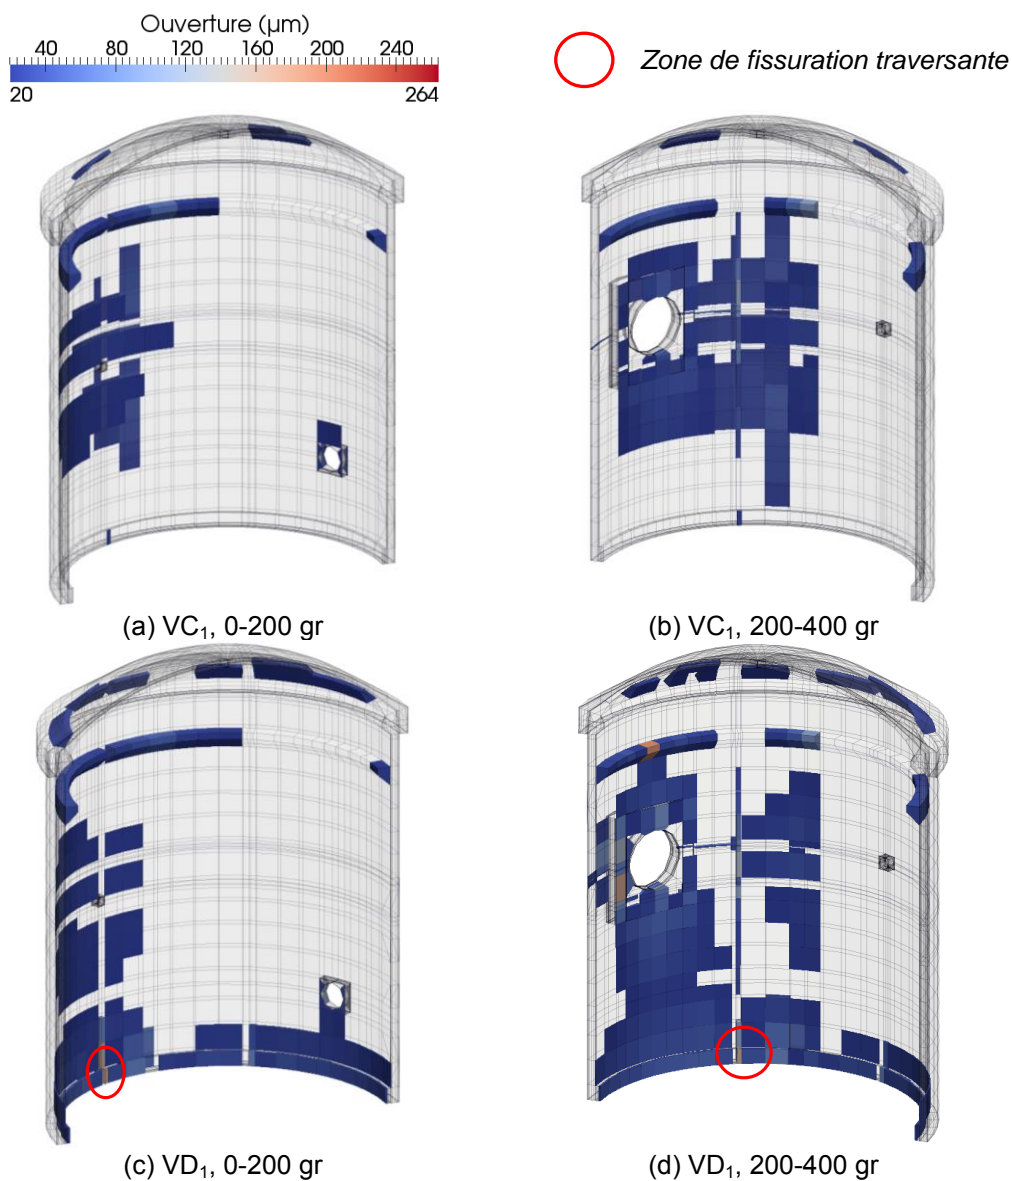 Ouverture (µm)
40 80 120 160 200 240
20 264
Zone de fissuration traversante
(a) VC₁, 0-200 gr
(b) VC₁, 200-400 gr
(c) VD₁, 0-200 gr
(d) VD₁, 200-400 gr